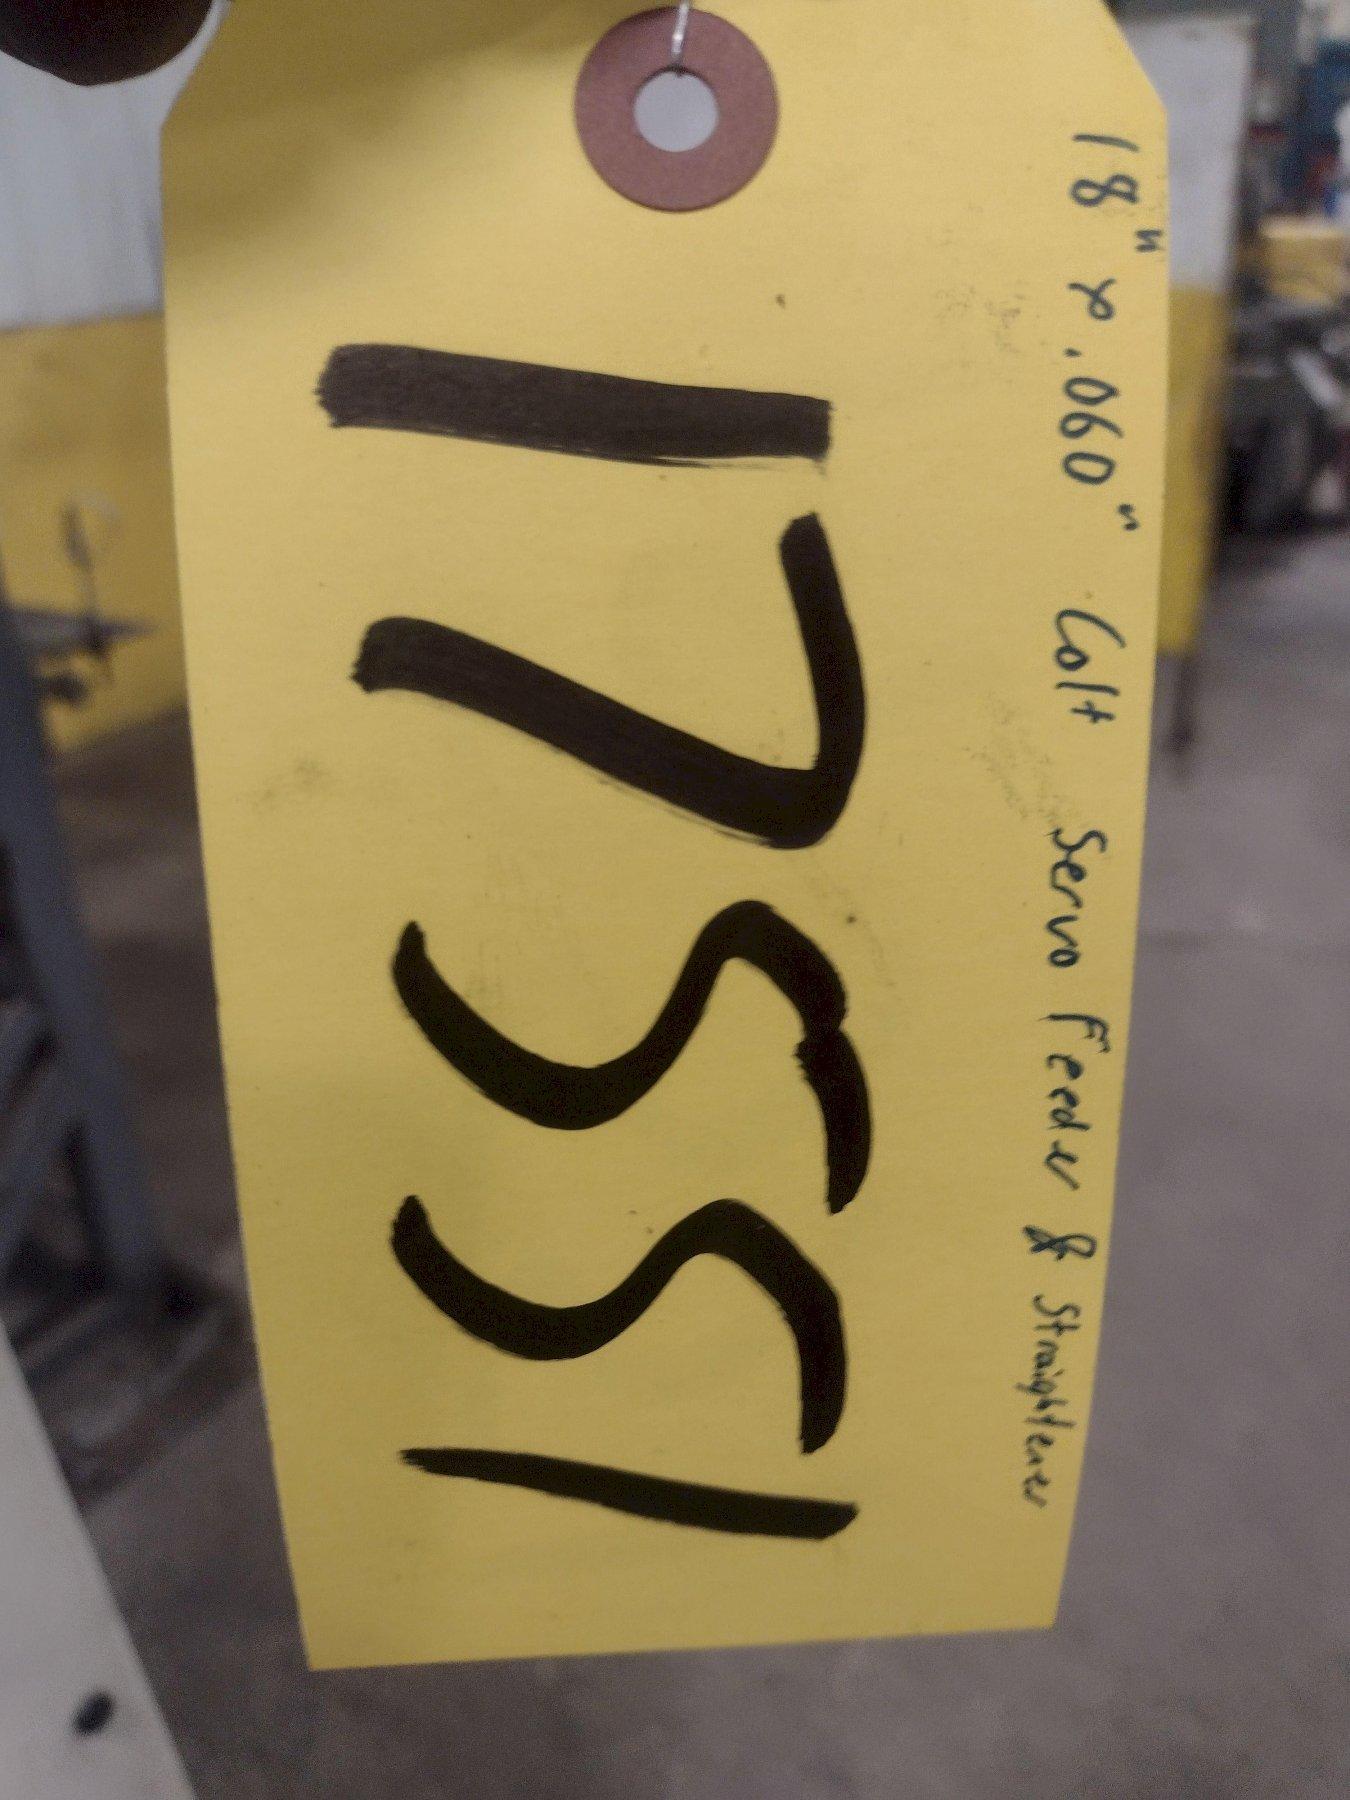 18" x .060" Colt Servo Feeder & Straightener
17551